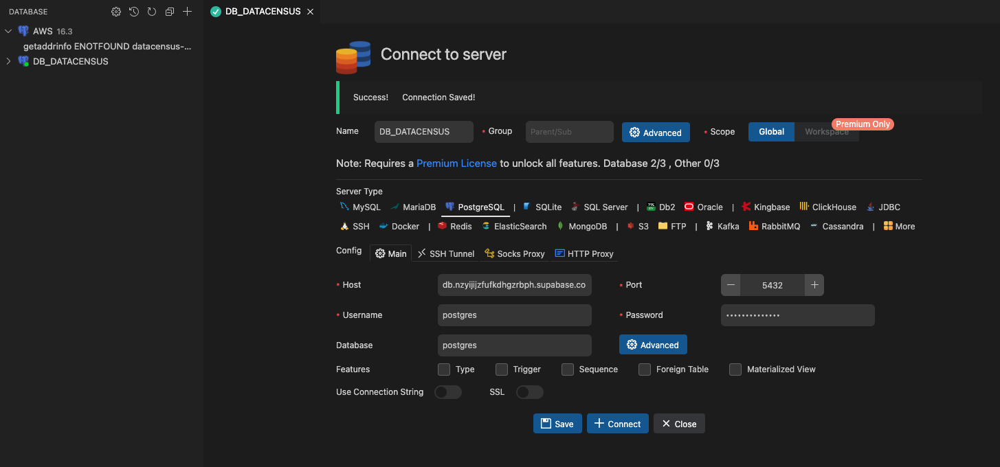 DATABASE
DB_DATACENSUS
AWS 16.3
getaddrinfo ENOTFOUND datacensus-...
DB_DATACENSUS
Connect to server
Success! Connection Saved!
Name DB_DATACENSUS * Group Parent/Sub Advanced * Scope Global Workspace Premium Only
Note: Requires a Premium License to unlock all features. Database 2/3 , Other 0/3
Server Type
MySQL MariaDB PostgreSQL | SQLite SQL Server | Db2 Oracle | Kingbase ClickHouse JDBC
SSH Docker | Redis ElasticSearch MongoDB | S3 FTP | Kafka RabbitMQ Cassandra | More
Config Main SSH Tunnel Socks Proxy HTTP Proxy
* Host db.nzyijijzfufkdhgzrbph.supabase.co * Port 5432
* Username postgres * Password ••••••••••••••
Database postgres Advanced
Features Type Trigger Sequence Foreign Table Materialized View
Use Connection String SSL
Save Connect Close